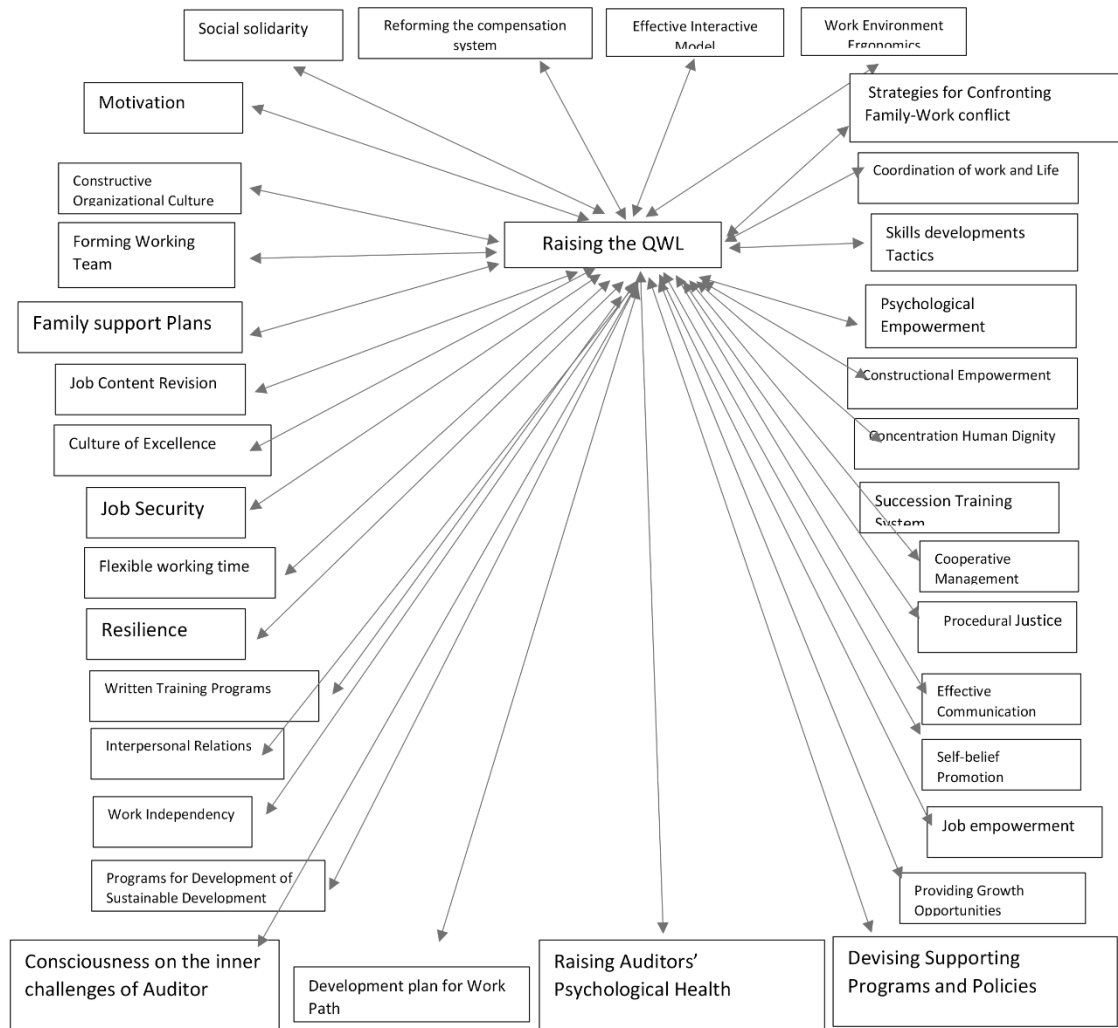 Social solidarity
Reforming the compensation
system
Effective Interactive
Model
Work Environment
Ergonomics
Motivation
Strategies for Confronting
Family-Work conflict
Constructive
Organizational Culture
Coordination of work and Life
Forming Working
Team
Raising the QWL
Skills developments
Tactics
Family support Plans
Psychological
Empowerment
Job Content Revision
Constructional Empowerment
Culture of Excellence
Concentration Human Dignity
Job Security
Succession Training
System
Flexible working time
Cooperative
Management
Resilience
Procedural Justice
Written Training Programs
Effective
Communication
Interpersonal Relations
Self-belief
Promotion
Work Independency
Job empowerment
Programs for Development of
Sustainable Development
Providing Growth
Opportunities
Consciousness on the inner
challenges of Auditor
Development plan for Work
Path
Raising Auditors’
Psychological Health
Devising Supporting
Programs and Policies